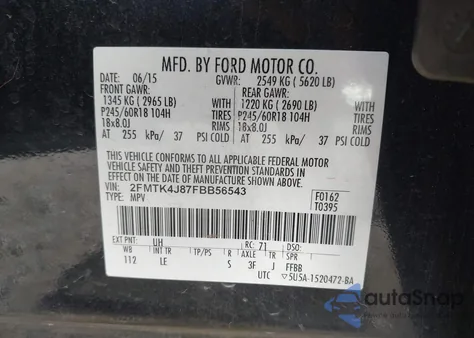 MFD. BY FORD MOTOR CO.
DATE: 06/15 GVWR: 2549 KG ( 5620 LB)
FRONT GAWR: REAR GAWR:
1345 KG ( 2965 LB) WITH 1220 KG ( 2690 LB) WITH
P245/60R18 104H TIRES P245/60R18 104H TIRES
18x8.0J RIMS 18x8.0J RIMS
AT 255 kPa/ 37 PSI COLD AT 255 kPa/ 37 PSI COLD
THIS VEHICLE CONFORMS TO ALL APPLICABLE FEDERAL MOTOR
VEHICLE SAFETY AND BUMPER STANDARDS AND THEFT PREVENTION STANDARDS IN
EFFECT ON THE DATE OF MANUFACTURE SHOWN ABOVE.
VIN: 2FMTK4J87FBB56543 F0162
TYPE: MPV T0395
EXT PNT: UH RC: 71 DSO:
WB INT TR TP/PS R AXLE TR SPR
112 LE S 3F J FFBB
UTC ▽5U5A-1520472-BA
autoSnap